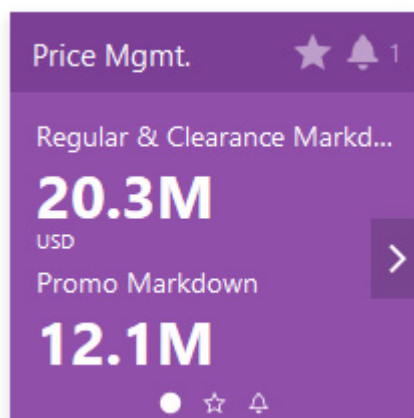 Price Mgmt. 1
Regular & Clearance Markd...
20.3M
USD
Promo Markdown
12.1M